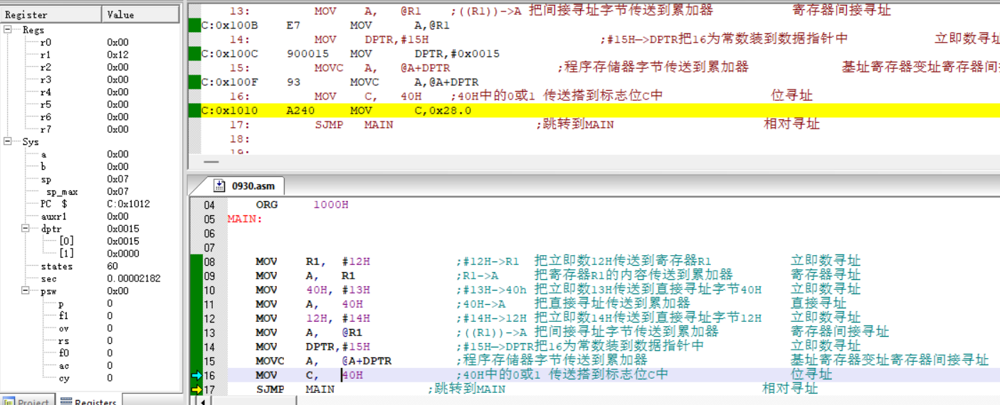 Register Value
Regs
r0 0x00
r1 0x12
r2 0x00
r3 0x00
r4 0x00
r5 0x00
r6 0x00
r7 0x00
Sys
a 0x00
b 0x00
sp 0x07
sp_max 0x07
PC $ C:0x1012
auxr1 0x00
dptr 0x0015
[0] 0x0015
[1] 0x0000
states 60
sec 0.00002182
psw 0x00
p 0
f1 0
ov 0
rs 0
f0 0
ac 0
cy 0
Project Registers
13: MOV A, @R1 ;((R1))->A 把间接寻址字节传送到累加器 寄存器间接寻址
C:0x100B E7 MOV A,@R1
14: MOV DPTR,#15H ;#15H—>DPTR把16为常数装到数据指针中 立即数寻址
C:0x100C 900015 MOV DPTR,#0x0015
15: MOVC A, @A+DPTR ;程序存储器字节传送到累加器 基址寄存器变址寄存器间
C:0x100F 93 MOVC A,@A+DPTR
16: MOV C, 40H ;40H中的0或1 传送搭到标志位C中 位寻址
C:0x1010 A240 MOV C,0x28.0
17: SJMP MAIN ;跳转到MAIN 相对寻址
18:
19:
0930.asm
04 ORG 1000H
05 MAIN:
06
07
08 MOV R1, #12H ;#12H->R1 把立即数12H传送到寄存器R1 立即数寻址
09 MOV A, R1 ;R1->A 把寄存器R1的内容传送到累加器 寄存器寻址
10 MOV 40H, #13H ;#13H->40h 把立即数13H传送到直接寻址字节40H 立即数寻址
11 MOV A, 40H ;40H->A 把直接寻址传送到累加器 直接寻址
12 MOV 12H, #14H ;#14H->12H 把立即数14H传送到直接寻址字节12H 立即数寻址
13 MOV A, @R1 ;((R1))->A 把间接寻址字节传送到累加器 寄存器间接寻址
14 MOV DPTR,#15H ;#15H—>DPTR把16为常数装到数据指针中 立即数寻址
15 MOVC A, @A+DPTR ;程序存储器字节传送到累加器 基址寄存器变址寄存器间接寻址
16 MOV C, 40H ;40H中的0或1 传送搭到标志位C中 位寻址
17 SJMP MAIN ;跳转到MAIN 相对寻址